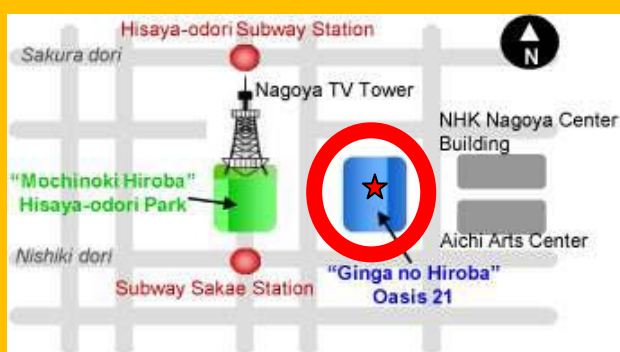 Hisaya-odori Subway Station
Sakura dori
N
Nagoya TV Tower
NHK Nagoya Center
Building
"Mochinoki Hiroba"
Hisaya-odori Park
Aichi Arts Center
Nishiki dori
"Ginga no Hiroba"
Oasis 21
Subway Sakae Station